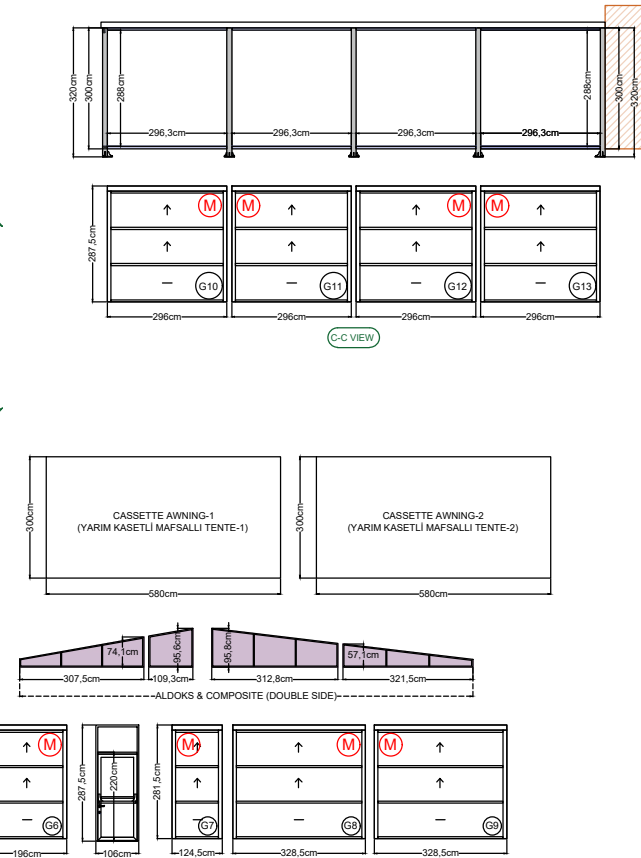 320cm
300cm
288cm
288cm
300cm
320cm
296,3cm
296,3cm
296,3cm
296,3cm
M
M
M
M
287,5cm
G10
G11
G12
G13
296cm
296cm
296cm
296cm
C-C VIEW
300cm
CASSETTE AWNING-1
(YARIM KASETLİ MAFSALLI TENTE-1)
580cm
300cm
CASSETTE AWNING-2
(YARIM KASETLİ MAFSALLI TENTE-2)
580cm
74,1cm
95,6cm
95,8cm
57,1cm
307,5cm
109,3cm
312,8cm
321,5cm
ALDOKS & COMPOSITE (DOUBLE SIDE)
M
M
M
M
287,5cm
220cm
281,5cm
G6
G7
G8
G9
196cm
106cm
124,5cm
328,5cm
328,5cm